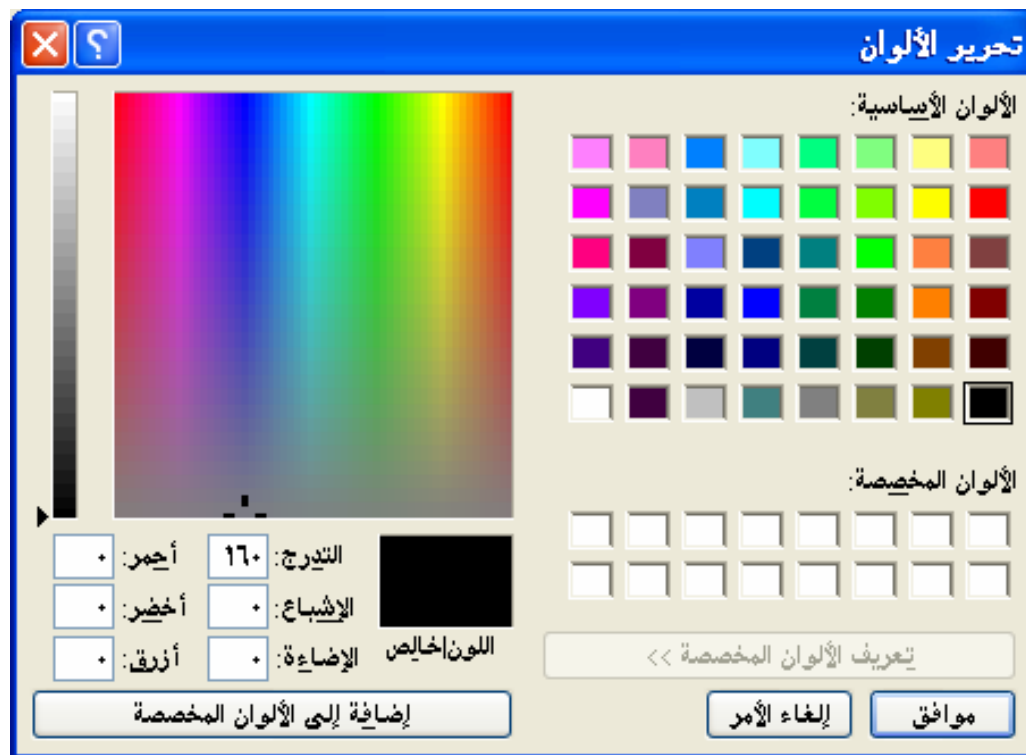 تحرير الألوان
الألوان الأساسية:
الألوان المخصصة:
تعريف الألوان المخصصة >>
موافق
إلغاء الأمر
اللون|خالص
التدرج: ١٦٠
أحمر: ٠
الإشباع: ٠
أخضر: ٠
الإضاءة: ٠
أزرق: ٠
إضافة إلى الألوان المخصصة